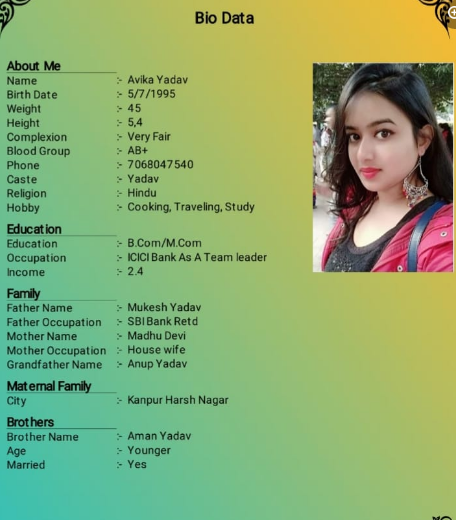 Bio Data
About Me
Name :- Avika Yadav
Birth Date :- 5/7/1995
Weight :- 45
Height :- 5,4
Complexion :- Very Fair
Blood Group :- AB+
Phone :- 7068047540
Caste :- Yadav
Religion :- Hindu
Hobby :- Cooking, Traveling, Study
Education
Education :- B.Com/M.Com
Occupation :- ICICI Bank As A Team leader
Income :- 2.4
Family
Father Name :- Mukesh Yadav
Father Occupation :- SBI Bank Retd
Mother Name :- Madhu Devi
Mother Occupation :- House wife
Grandfather Name :- Anup Yadav
Maternal Family
City :- Kanpur Harsh Nagar
Brothers
Brother Name :- Aman Yadav
Age :- Younger
Married :- Yes